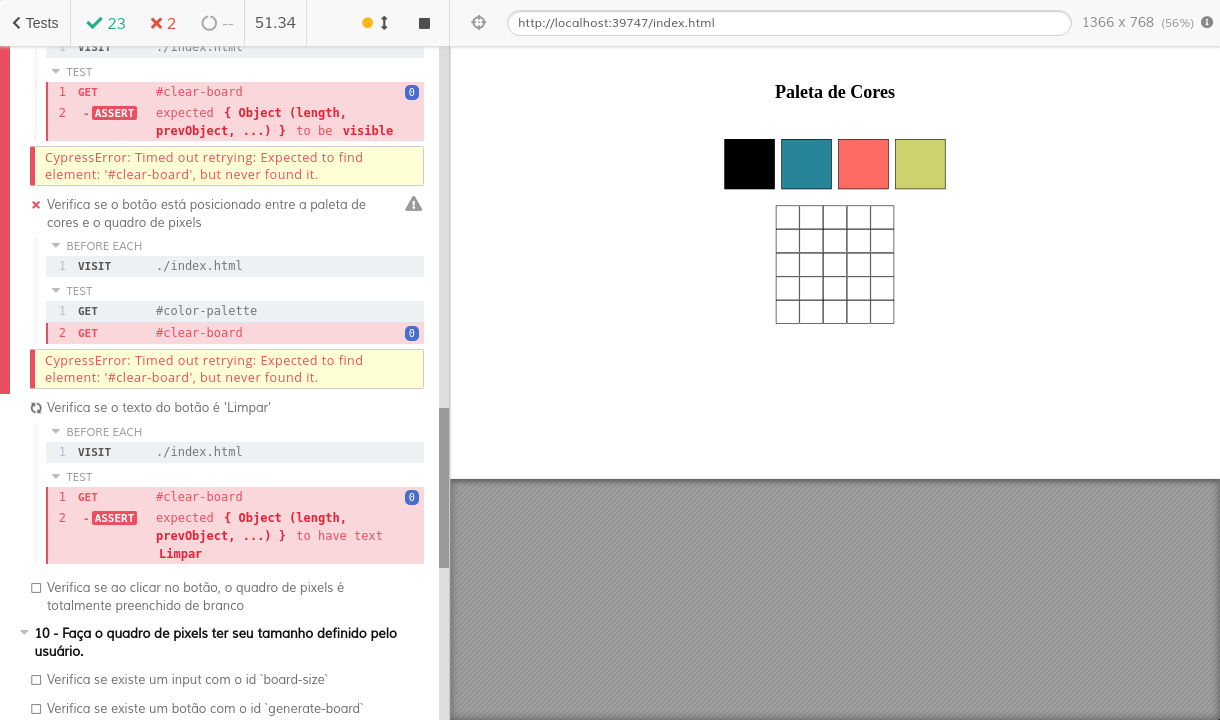 Tests 23 2 -- 51.34 http://localhost:39747/index.html 1366 x 768 (56%)
1 VISIT ./index.html
TEST
1 GET #clear-board 0
2 - ASSERT expected { Object (length,
prevObject, ...) } to be visible
CypressError: Timed out retrying: Expected to find
element: '#clear-board', but never found it.
Verifica se o botão está posicionado entre a paleta de
cores e o quadro de pixels
BEFORE EACH
1 VISIT ./index.html
TEST
1 GET #color-palette
2 GET #clear-board 0
CypressError: Timed out retrying: Expected to find
element: '#clear-board', but never found it.
Verifica se o texto do botão é 'Limpar'
BEFORE EACH
1 VISIT ./index.html
TEST
1 GET #clear-board 0
2 - ASSERT expected { Object (length,
prevObject, ...) } to have text
Limpar
Verifica se ao clicar no botão, o quadro de pixels é
totalmente preenchido de branco
10 - Faça o quadro de pixels ter seu tamanho definido pelo
usuário.
Verifica se existe um input com o id `board-size`
Verifica se existe um botão com o id `generate-board`
Paleta de Cores